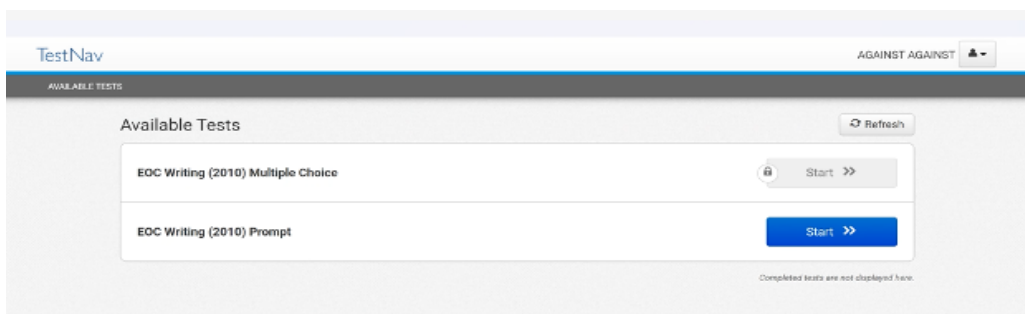 TestNav AGAINST AGAINST
AVAILABLE TESTS
Available Tests Refresh
EOC Writing (2010) Multiple Choice Start
EOC Writing (2010) Prompt Start
Completed tests are not displayed here.